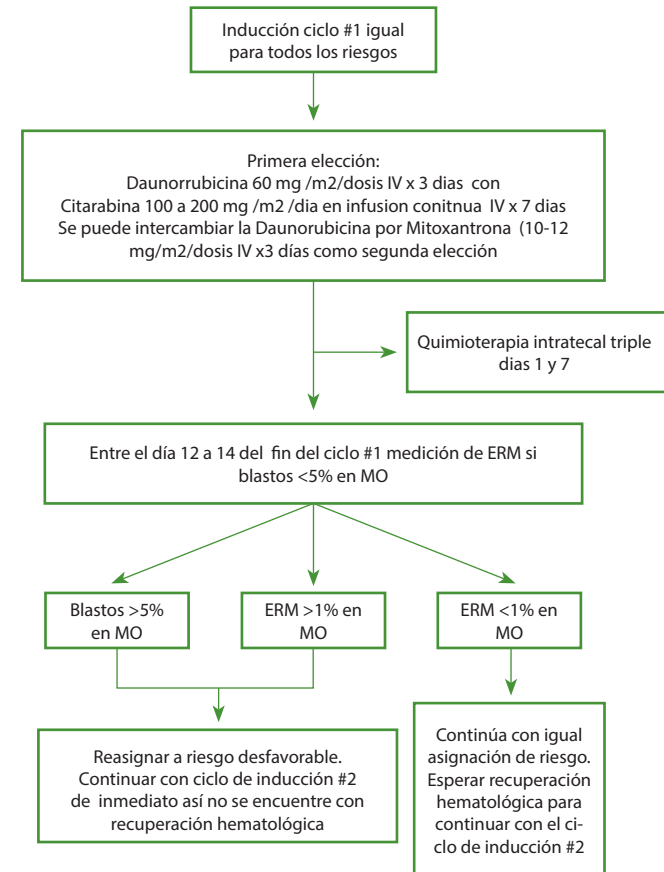 Inducción ciclo #1 igual
para todos los riesgos
Primera elección:
Daunorrubicina 60 mg /m2/dosis IV x 3 dias con
Citarabina 100 a 200 mg /m2 /dia en infusion conitnua IV x 7 dias
Se puede intercambiar la Daunorubicina por Mitoxantrona (10-12
mg/m2/dosis IV x3 días como segunda elección
Quimioterapia intratecal triple
dias 1 y 7
Entre el día 12 a 14 del fin del ciclo #1 medición de ERM si
blastos <5% en MO
Blastos >5%
en MO
ERM >1% en
MO
ERM <1% en
MO
Reasignar a riesgo desfavorable.
Continuar con ciclo de inducción #2
de inmediato así no se encuentre con
recuperación hematológica
Continúa con igual
asignación de riesgo.
Esperar recuperación
hematológica para
continuar con el ci-
clo de inducción #2